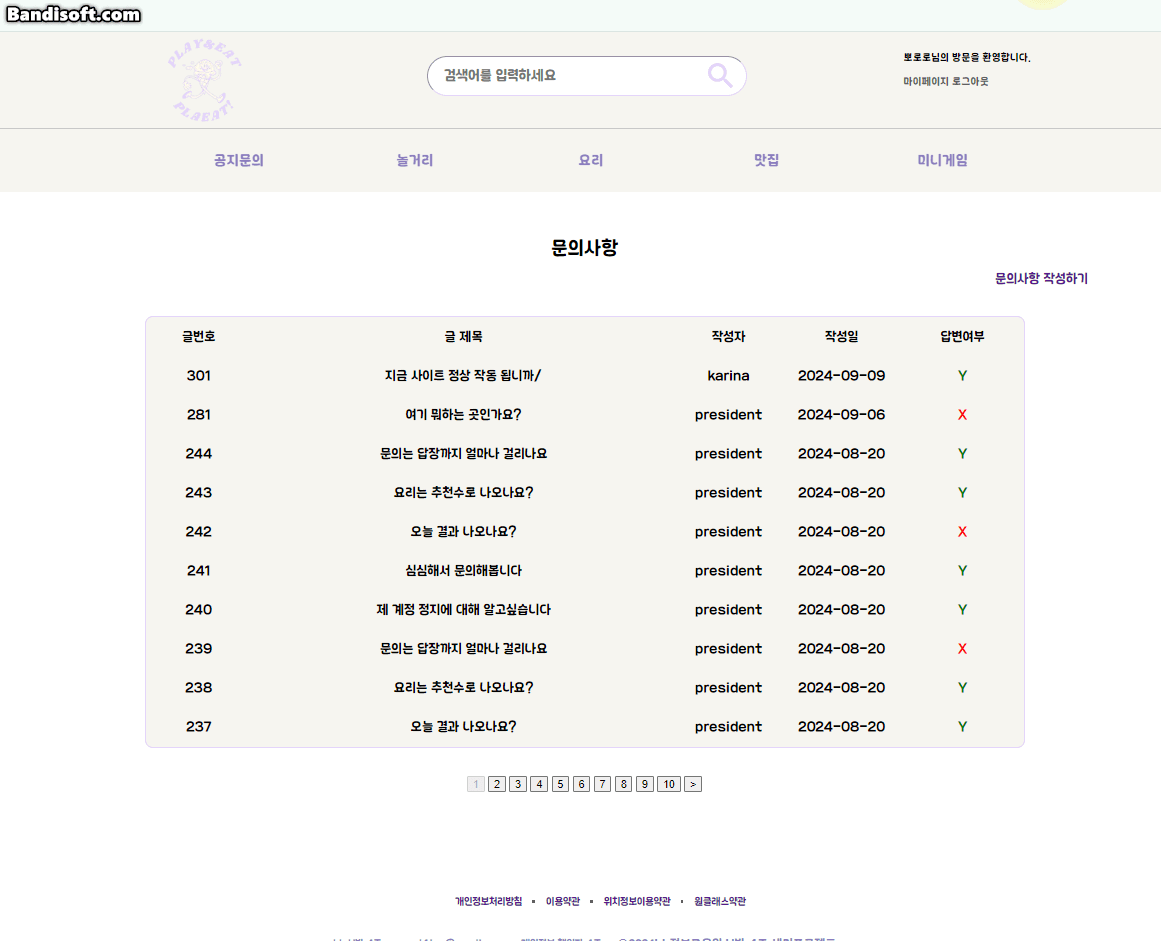 Bandisoft.com
PLAY&EAT
PLAEAT!
검색어를 입력하세요
뽀로로님의 방문을 환영합니다.
마이페이지 로그아웃
공지문의 놀거리 요리 맛집 미니게임
문의사항
문의사항 작성하기
글번호 글 제목 작성자 작성일 답변여부
301 지금 사이트 정상 작동 됩니까/ karina 2024-09-09 Y
281 여기 뭐하는 곳인가요? president 2024-09-06 X
244 문의는 답장까지 얼마나 걸리나요 president 2024-08-20 Y
243 요리는 추천수로 나오나요? president 2024-08-20 Y
242 오늘 결과 나오나요? president 2024-08-20 X
241 심심해서 문의해봅니다 president 2024-08-20 Y
240 제 계정 정지에 대해 알고싶습니다 president 2024-08-20 Y
239 문의는 답장까지 얼마나 걸리나요 president 2024-08-20 X
238 요리는 추천수로 나오나요? president 2024-08-20 Y
237 오늘 결과 나오나요? president 2024-08-20 Y
1 2 3 4 5 6 7 8 9 10 >
개인정보처리방침 • 이용약관 • 위치정보이용약관 • 원클래스약관